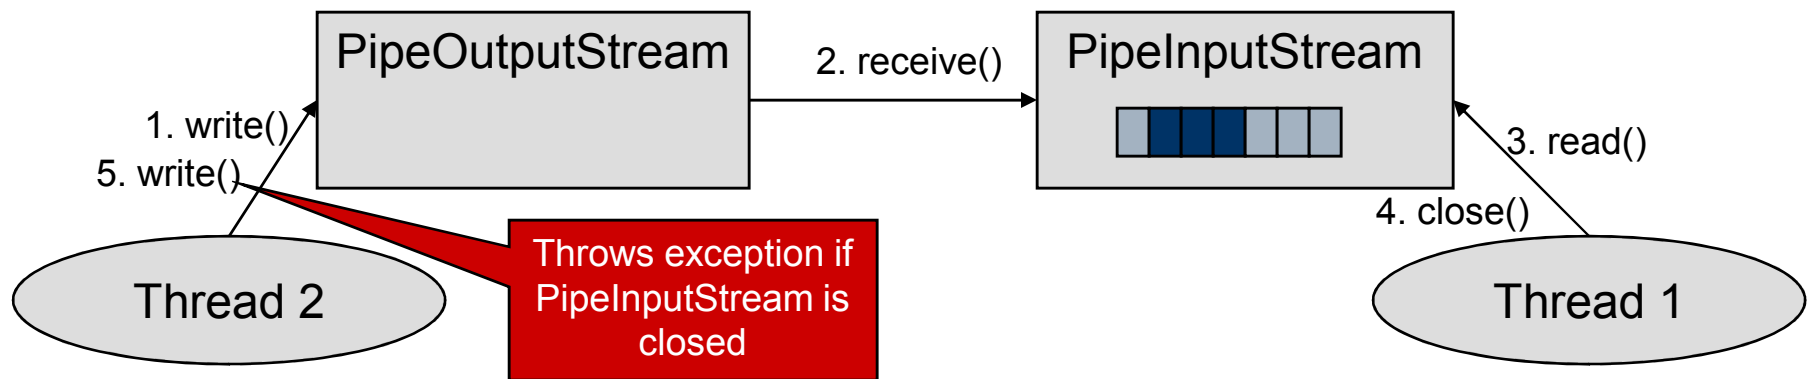 PipeOutputStream
2. receive()
PipeInputStream
1. write()
5. write()
3. read()
4. close()
Throws exception if
PipeInputStream is
closed
Thread 2
Thread 1